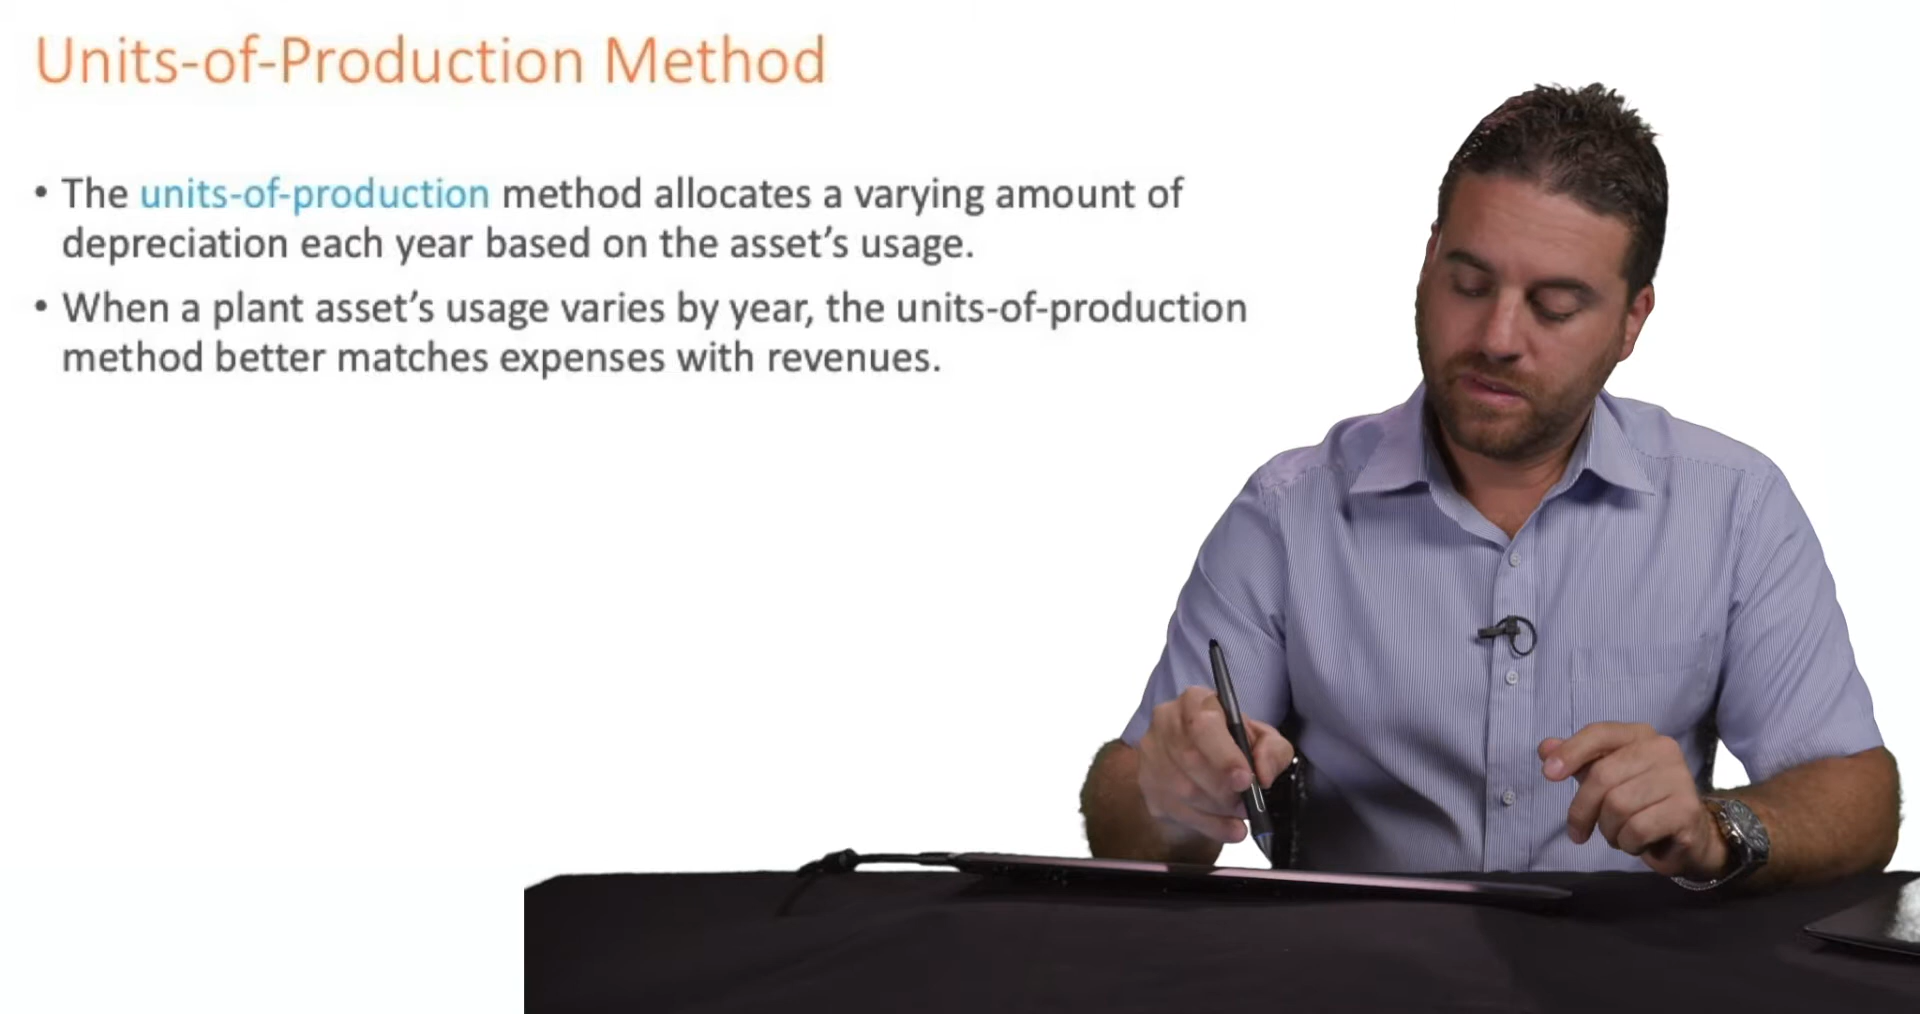 Units-of-Production Method
• The units-of-production method allocates a varying amount of
depreciation each year based on the asset’s usage.
• When a plant asset’s usage varies by year, the units-of-production
method better matches expenses with revenues.